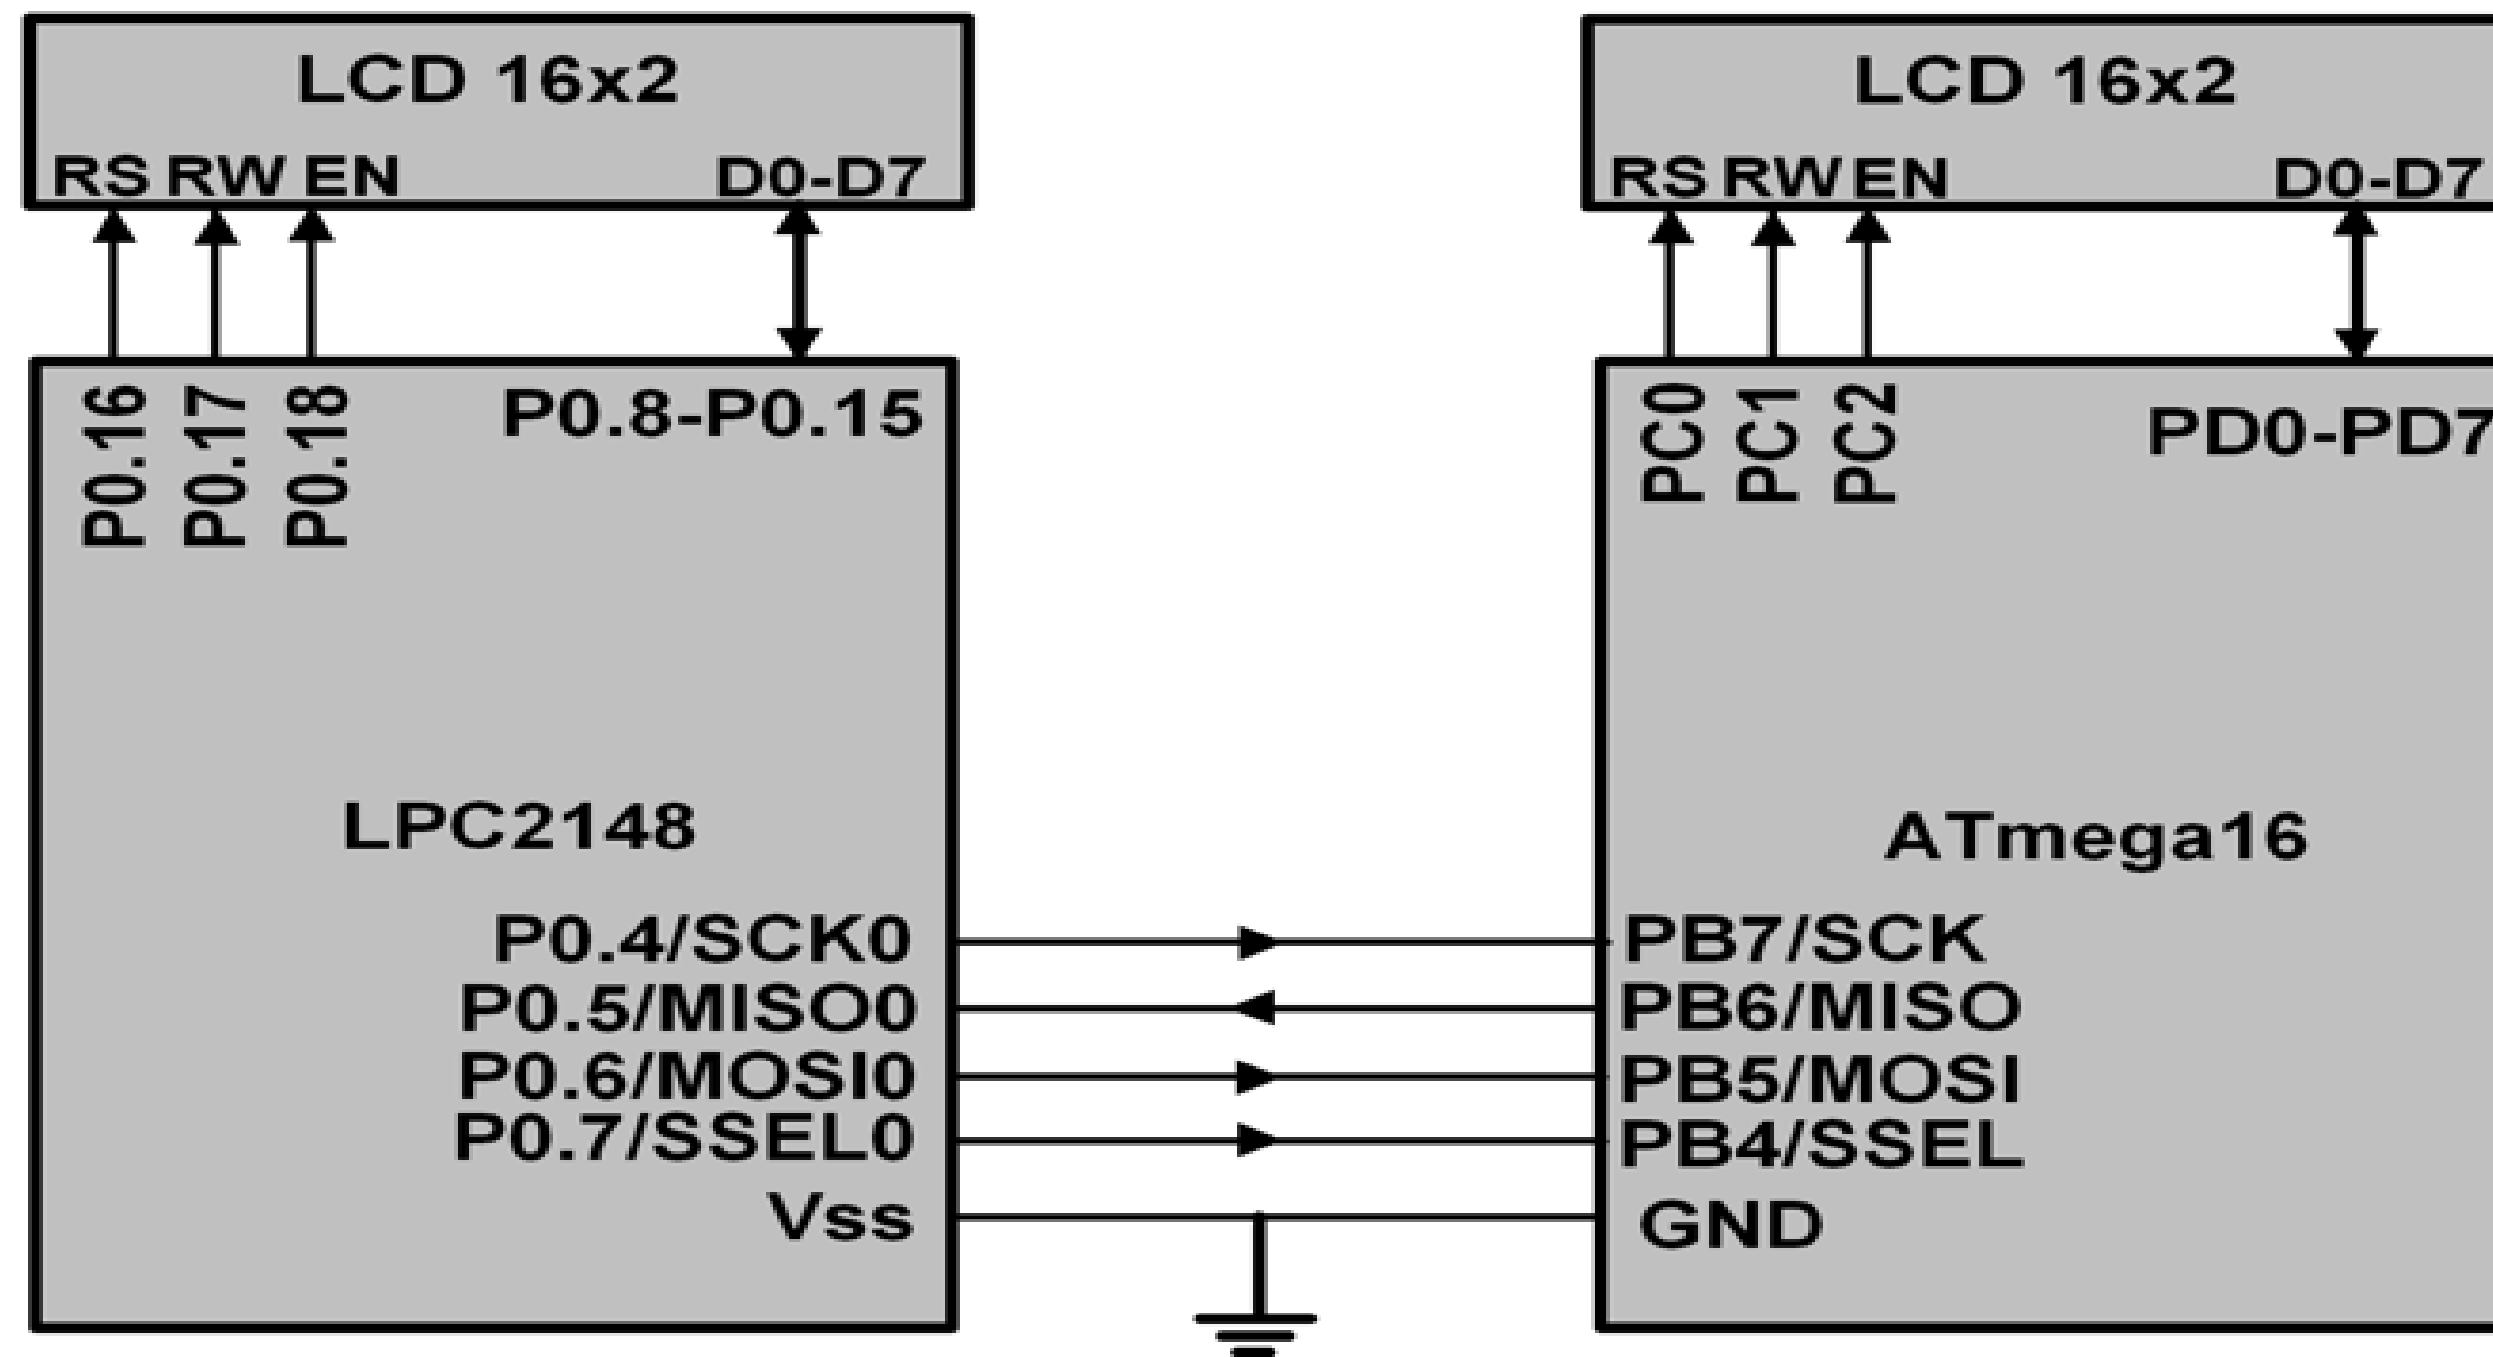 LCD 16x2
RS RW EN D0-D7
P0.16 P0.17 P0.18 P0.8-P0.15
LPC2148
P0.4/SCK0
P0.5/MISO0
P0.6/MOSI0
P0.7/SSEL0
Vss
LCD 16x2
RS RW EN D0-D7
PC0 PC1 PC2 PD0-PD7
ATmega16
PB7/SCK
PB6/MISO
PB5/MOSI
PB4/SSEL
GND